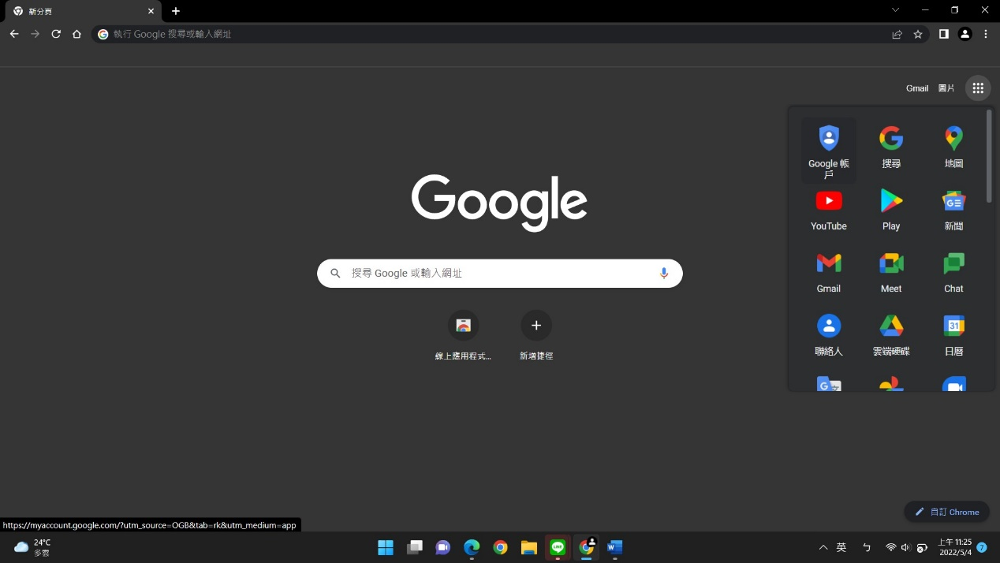 新分頁
執行 Google 搜尋或輸入網址
Gmail 圖片
Google 帳戶
搜尋
地圖
YouTube
Play
新聞
Gmail
Meet
Chat
聯絡人
雲端硬碟
31
日曆
Google
搜尋 Google 或輸入網址
線上應用程式...
新增捷徑
自訂 Chrome
https://myaccount.google.com/?utm_source=OGB&tab=rk&utm_medium=app
24°C
多雲
LINE
W
英
ㄅ
上午 11:25
2022/5/4
7